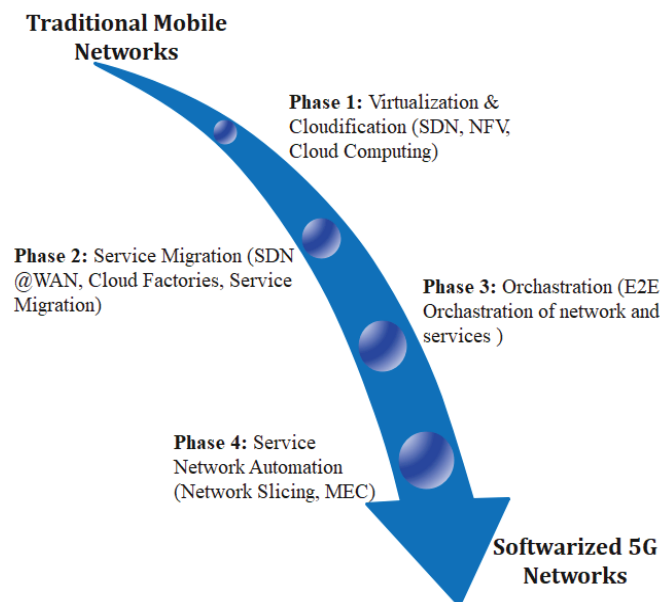 Traditional Mobile
Networks
Phase 1: Virtualization &
Cloudification (SDN, NFV,
Cloud Computing)
Phase 2: Service Migration (SDN
@WAN, Cloud Factories, Service
Migration)
Phase 3: Orchastration (E2E
Orchastration of network and
services )
Phase 4: Service
Network Automation
(Network Slicing, MEC)
Softwarized 5G
Networks